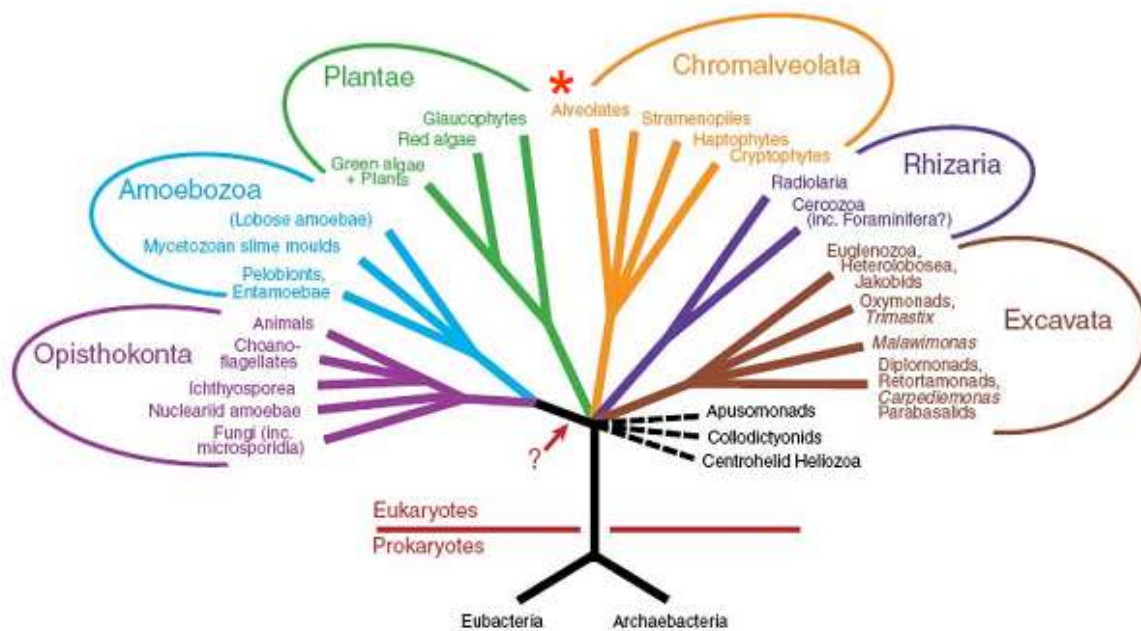 Plantae
*
Chromalveolata
Alveolates
Glaucophytes
Stramenopiles
Red algae
Haptophytes
Green algae
+ Plants
Cryptophytes
Amoebozoa
Rhizaria
Radiolaria
(Lobose amoebae)
Cercozoa
(inc. Foraminifera?)
Mycetozoan slime moulds
Pelobionts,
Entamoebae
Euglenozoa,
Heterolobosea,
Jakobids
Opisthokonta
Animals
Choano-
flagellates
Ichthyosporea
Nucleariid amoebae
Fungi (inc.
microsporidia)
Oxymonads,
Trimastix
Excavata
Malawimonas
Diplomonads,
Retortamonads,
Carpediemonas
Parabasalids
Apusomonads
Collodictyonids
Centrohelid Heliozoa
?
Eukaryotes
Prokaryotes
Eubacteria
Archaebacteria